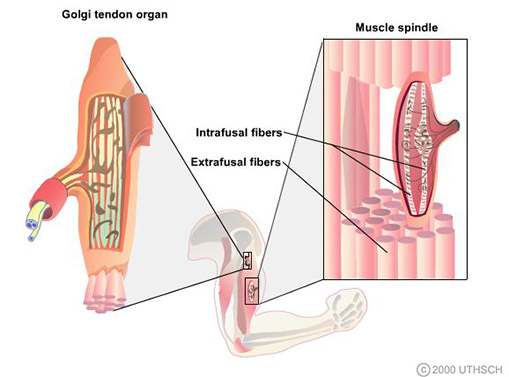 Golgi tendon organ
Muscle spindle
Intrafusal fibers
Extrafusal fibers
©2000 UTHSCH